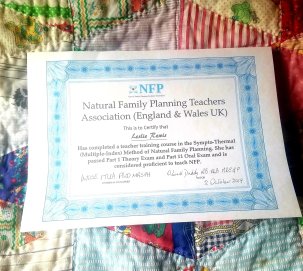 NFP
Natural Family Planning Teachers
Association (England & Wales UK)
This is to Certify that
Leslie
Has completed a teacher training course in the Sympto-Thermal
(Multiple-Index) Method of Natural Family Planning. She has
passed Part I Theory Exam and Part II Oral Exam and is
considered proficient to teach NFP.
October